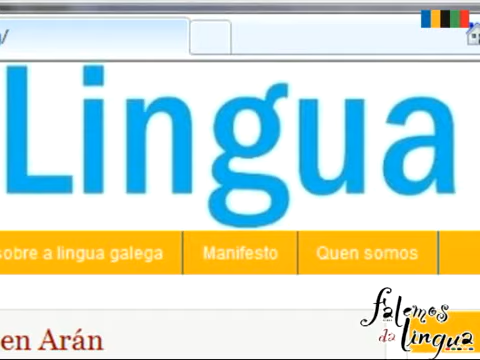 Lingua
sobre a lingua galega
Manifesto
Quen somos
en Arán
falemos
da lingua